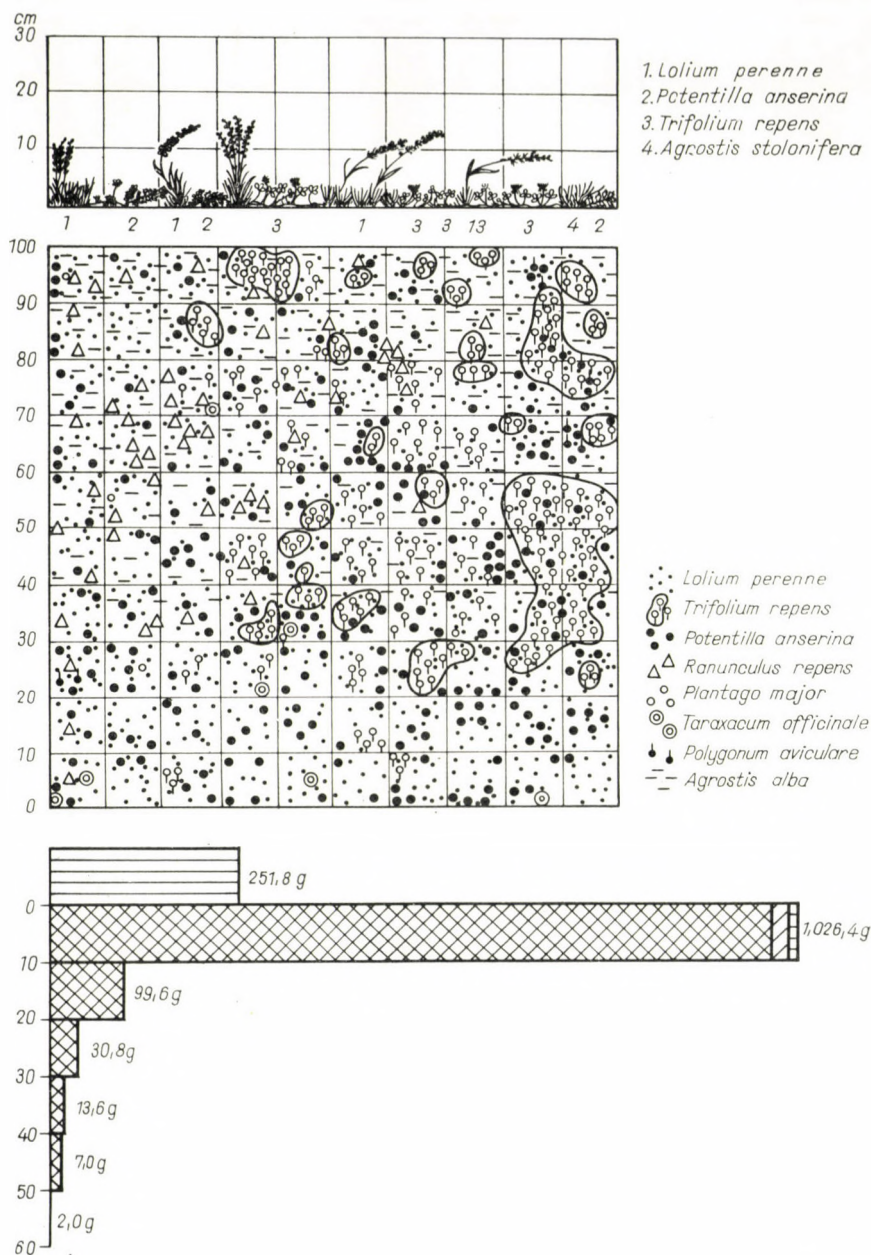 cm
30
20
10
1. Lolium perenne
2. Potentilla anserina
3. Trifolium repens
4. Agrostis stolonifera
1 2 1 2 3 1 3 3 13 3 4 2
100
90
80
70
60
50
40
30
20
10
0
Lolium perenne
Trifolium repens
Potentilla anserina
Ranunculus repens
Plantago major
Taraxacum officinale
Polygonum aviculare
Agrostis alba
251,8 g
0
1,026,4 g
10
99,6 g
20
30,8 g
30
13,6 g
40
7,0 g
50
2,0 g
60